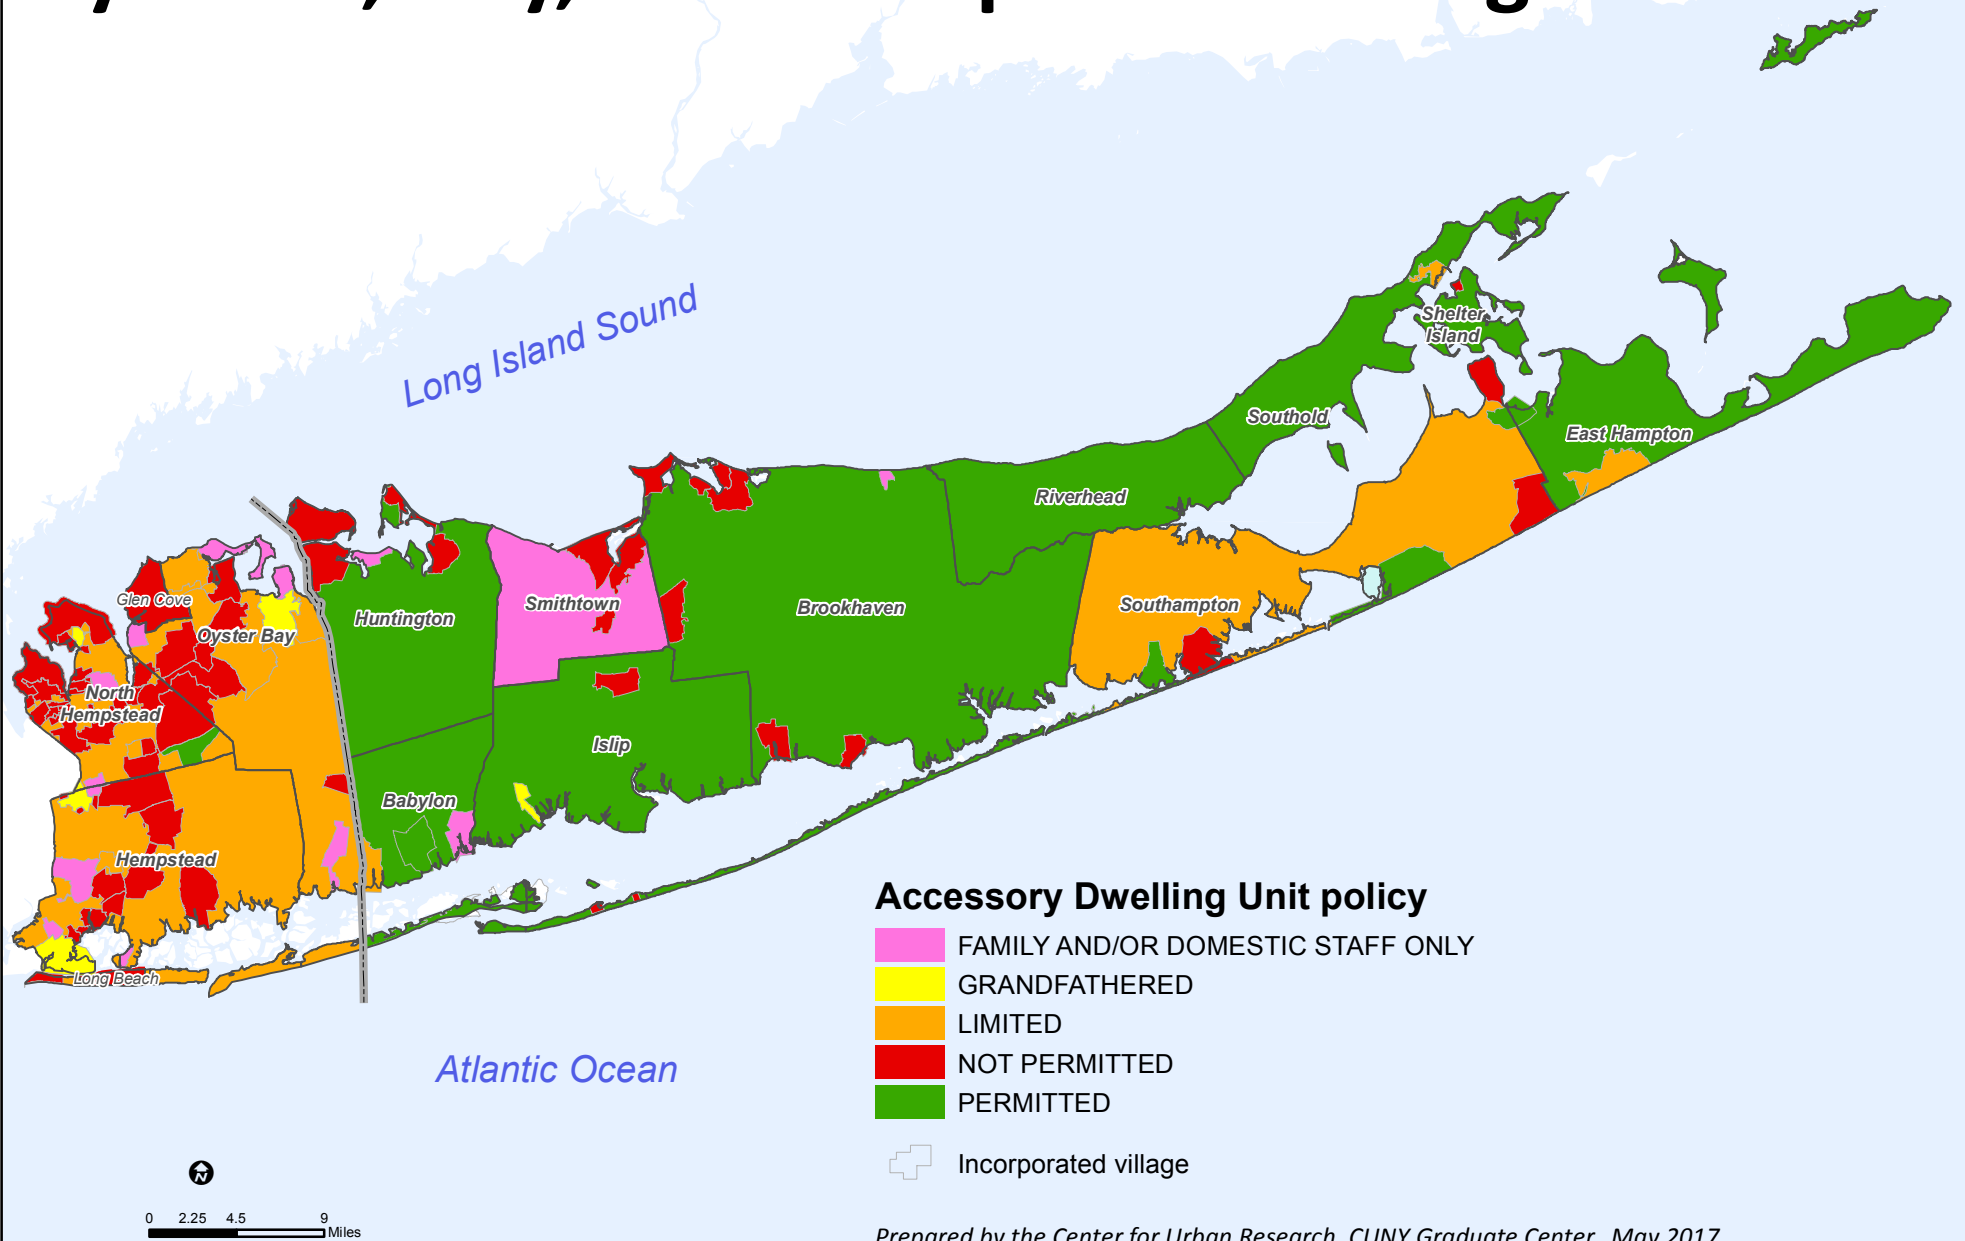 Long Island Sound
Shelter
Island
Southold
East Hampton
Riverhead
Glen Cove
Oyster Bay
Huntington
Smithtown
Brookhaven
Southampton
North
Hempstead
Islip
Babylon
Hempstead
Long Beach
Atlantic Ocean
Accessory Dwelling Unit policy
FAMILY AND/OR DOMESTIC STAFF ONLY
GRANDFATHERED
LIMITED
NOT PERMITTED
PERMITTED
Incorporated village
N
0 2.25 4.5 9
Miles
Prepared by the Center for Urban Research, CUNY Graduate Center, May 2017